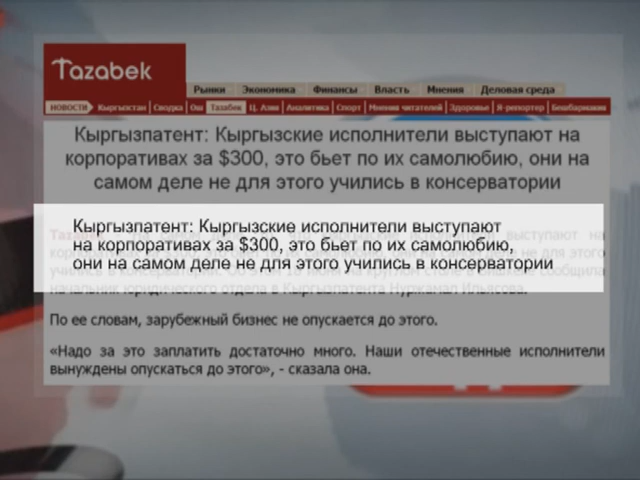 Tazabek
Рынки Экономика Финансы Власть Мнения Деловая среда
НОВОСТИ Кыргызстан Сводка Ош Тазабек Ц. Азия Аналитика Спорт Мнения читателей Здоровье Я-репортер Бешбармания
Кыргызпатент: Кыргызские исполнители выступают на
корпоративах за $300, это бьет по их самолюбию, они на
самом деле не для этого учились в консерватории
Кыргызпатент: Кыргызские исполнители выступают
на корпоративах за $300, это бьет по их самолюбию,
они на самом деле не для этого учились в консерватории
начальник юридического отдела в Кыргызпатента Нуржамал Ильясова.
По ее словам, зарубежный бизнес не опускается до этого.
«Надо за это заплатить достаточно много. Наши отечественные исполнители
вынуждены опускаться до этого», - сказала она.